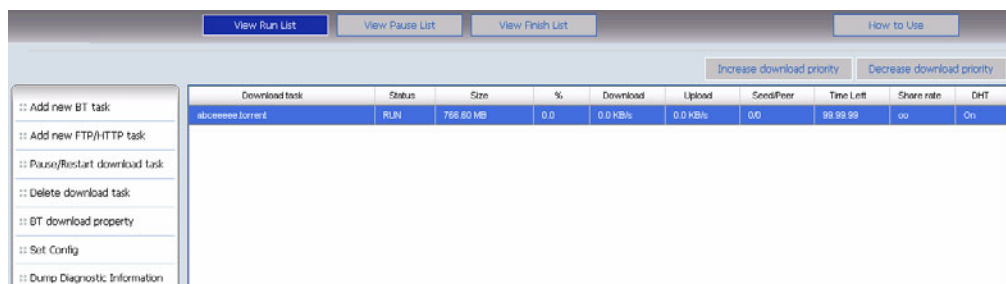 View Run List View Pause List View Finish List How to Use
Increase download priority Decrease download priority
Download task Status Size % Download Upload Seed/Peer Time Left Share rate DHT
abceeeee.torrent RUN 766.60 MB 0.0 0.0 KB/s 0.0 KB/s 0/0 99.99.99 oo On
:: Add new BT task
:: Add new FTP/HTTP task
:: Pause/Restart download task
:: Delete download task
:: BT download property
:: Set Config
:: Dump Diagnostic Information